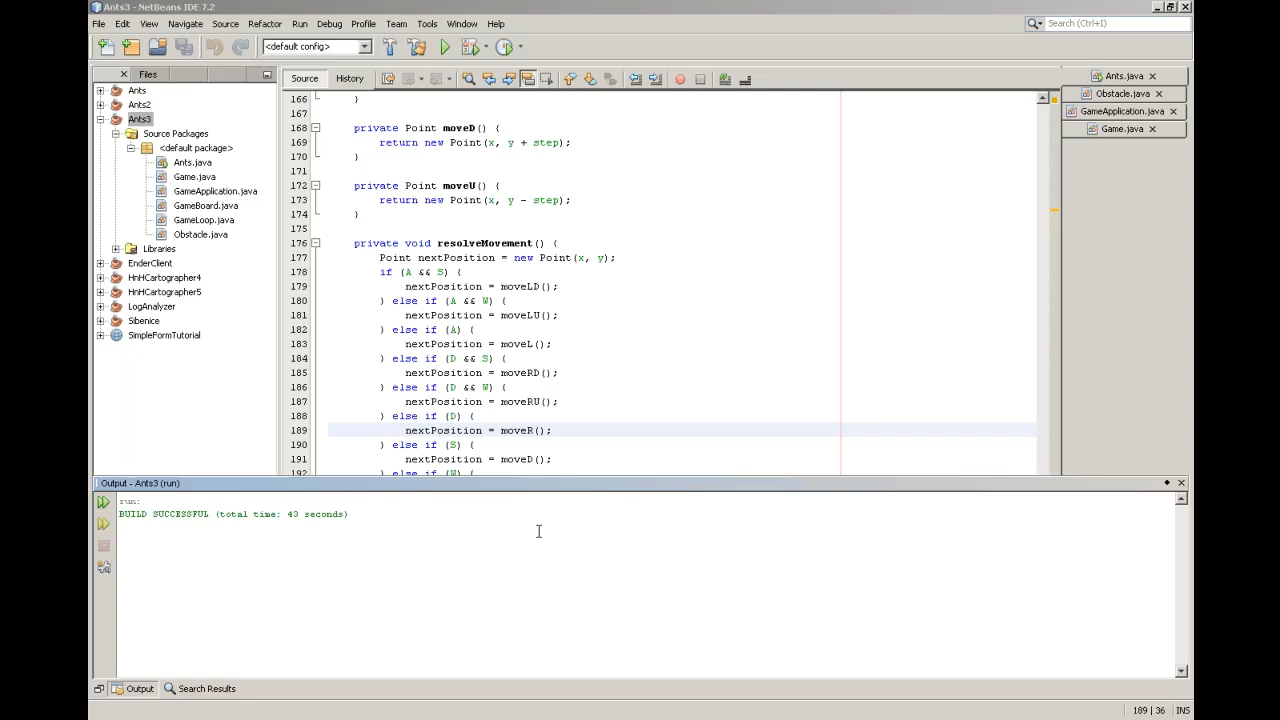 Ants3 - NetBeans IDE 7.2
File Edit View Navigate Source Refactor Run Debug Profile Team Tools Window Help
Search (Ctrl+I)
<default config>
Files
Source History
Ants.java
Obstacle.java
GameApplication.java
Game.java
Ants
Ants2
Ants3
Source Packages
<default package>
Ants.java
Game.java
GameApplication.java
GameBoard.java
GameLoop.java
Obstacle.java
Libraries
EnderClient
HnHCartographer4
HnHCartographer5
LogAnalyzer
Sibenice
SimpleFormTutorial
166 }
167
168 private Point moveD() {
169 return new Point(x, y + step);
170 }
171
172 private Point moveU() {
173 return new Point(x, y - step);
174 }
175
176 private void resolveMovement() {
177 Point nextPosition = new Point(x, y);
178 if (A && S) {
179 nextPosition = moveLD();
180 } else if (A && W) {
181 nextPosition = moveLU();
182 } else if (A) {
183 nextPosition = moveL();
184 } else if (D && S) {
185 nextPosition = moveRD();
186 } else if (D && W) {
187 nextPosition = moveRU();
188 } else if (D) {
189 nextPosition = moveR();
190 } else if (S) {
191 nextPosition = moveD();
192 } else if (W) {
Output - Ants3 (run)
run:
BUILD SUCCESSFUL (total time: 43 seconds)
Output Search Results
189 | 36 INS